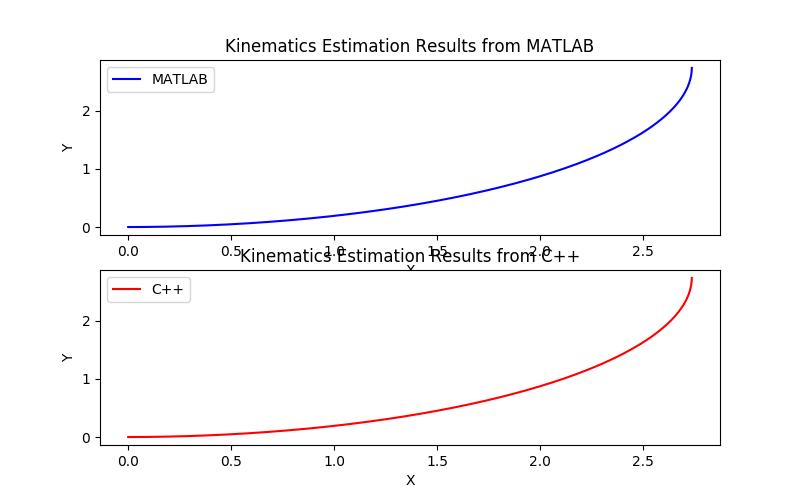 Kinematics Estimation Results from MATLAB
MATLAB
Y
2
1
0
0.0 0.5 1.0 1.5 2.0 2.5
X
Kinematics Estimation Results from C++
C++
Y
2
1
0
0.0 0.5 1.0 1.5 2.0 2.5
X